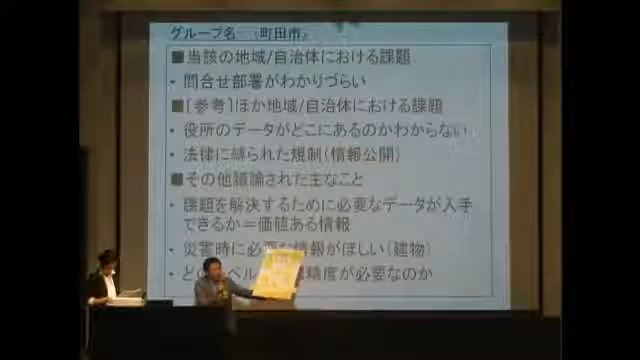 グループ名 (町田市)
■当該の地域/自治体における課題
・ 問合せ部署がわかりづらい
■[参考]ほか地域/自治体における課題
・ 役所のデータがどこにあるのかわからない
・ 法律に縛られた規制(情報公開)
■その他議論された主なこと
・ 課題を解決するために必要なデータが入手
できるか=価値ある情報
・ 災害時に必要な情報がほしい(建物)
・ どの ベル 精度が必要なのか